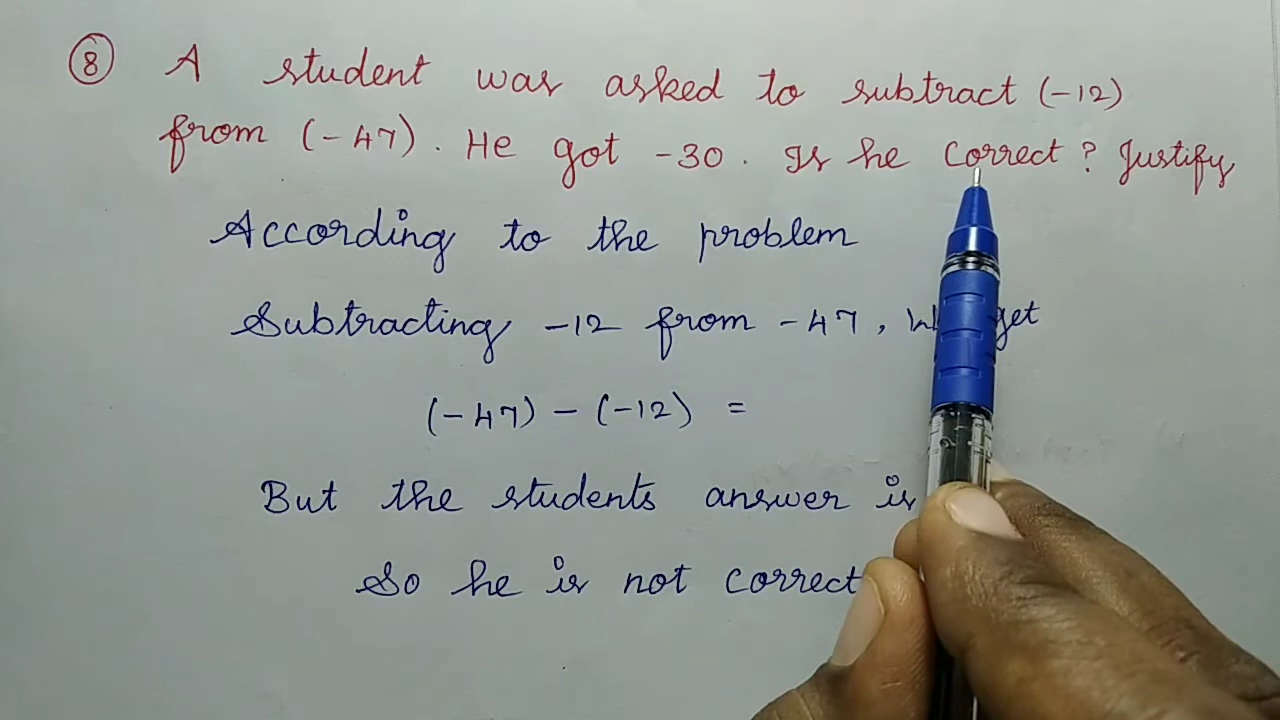 8 A student was asked to subtract (-12)
from (-47). He got -30. Is he correct? Justify
According to the problem
Subtracting -12 from -47, get
(-47) - (-12) =
But the students answer is
So he is not correct